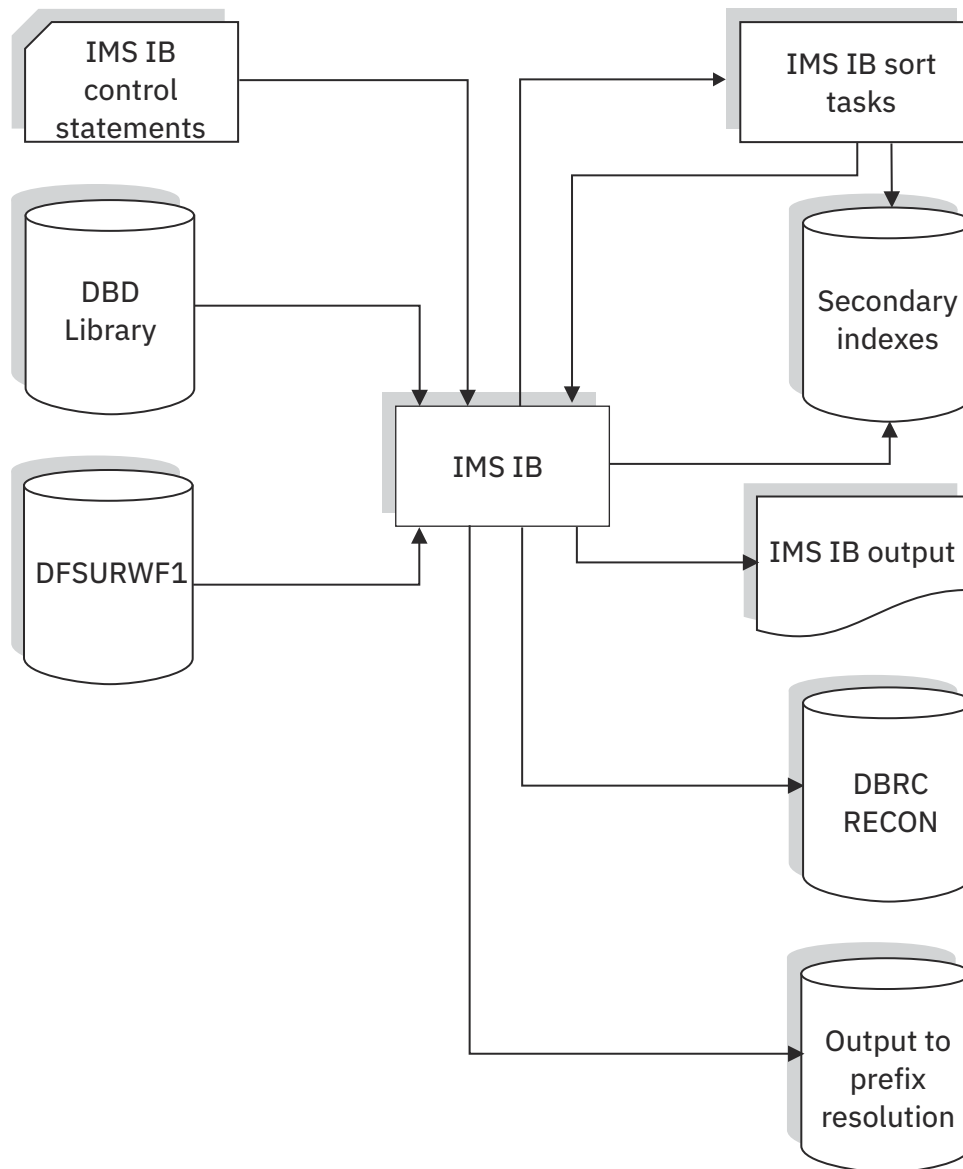 IMS IB
control
statements
IMS IB sort
tasks
DBD
Library
Secondary
indexes
IMS IB
DFSURWF1
IMS IB output
DBRC
RECON
Output to
prefix
resolution